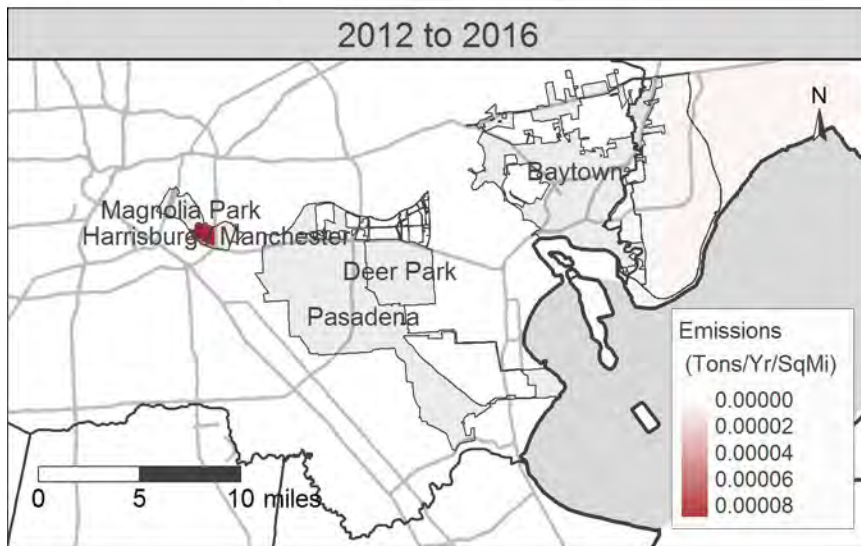 2012 to 2016
N
Baytown
Magnolia Park
Harrisburg Manchester
Deer Park
Pasadena
Emissions
(Tons/Yr/SqMi)
0.00000
0.00002
0.00004
0.00006
0.00008
0 5 10 miles